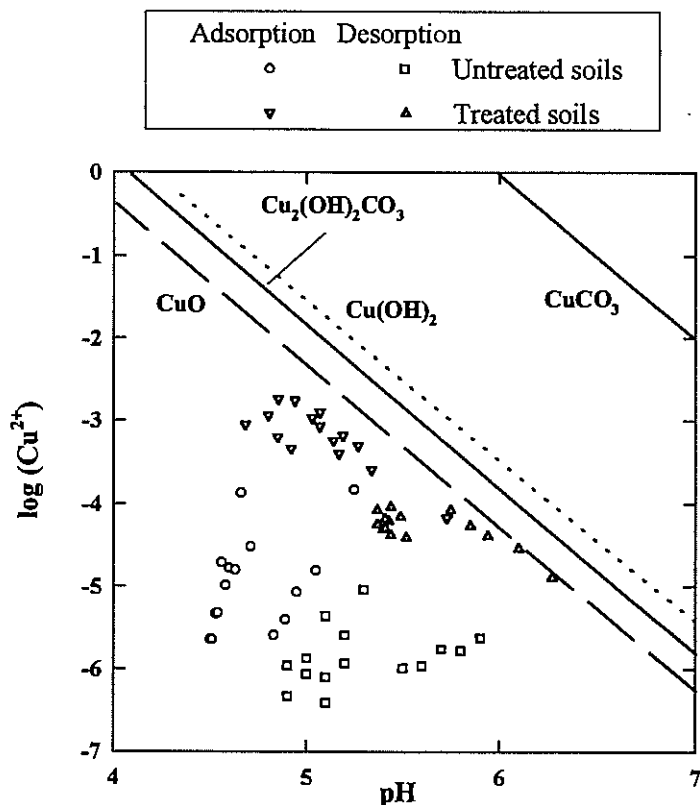 Adsorption Desorption
Untreated soils
Treated soils
0
Cu₂(OH)₂CO₃
-1
CuO
Cu(OH)₂
CuCO₃
-2
-3
log (Cu²⁺)
-4
-5
-6
-7
4 5 6 7
pH